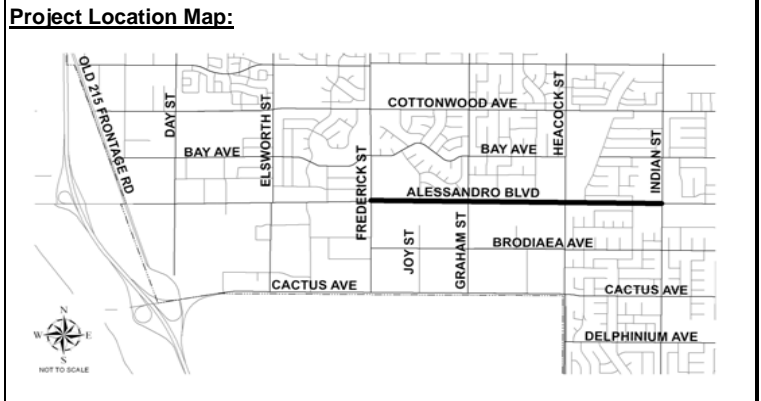 Project Location Map:
OLD 215 FRONTAGE RD
DAY ST
ELSWORTH ST
FREDERICK ST
HEACOCK ST
INDIAN ST
COTTONWOOD AVE
BAY AVE
BAY AVE
ALESSANDRO BLVD
JOY ST
GRAHAM ST
BRODIAEA AVE
CACTUS AVE
CACTUS AVE
DELPHINIUM AVE
N
W
E
S
NOT TO SCALE